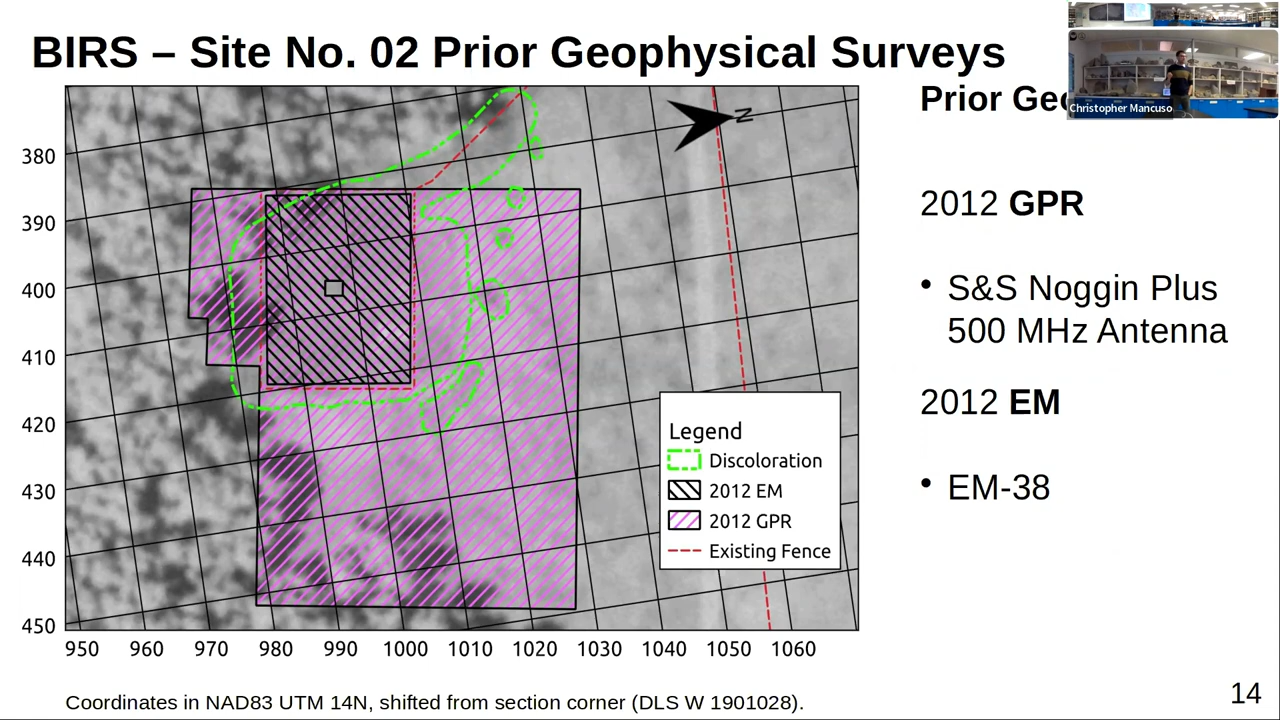 BIRS – Site No. 02 Prior Geophysical Surveys
Christopher Mancuso
Prior Geo
N
380
390
400
410
420
430
440
450
950 960 970 980 990 1000 1010 1020 1030 1040 1050 1060
Legend
Discoloration
2012 EM
2012 GPR
Existing Fence
2012 GPR
• S&S Noggin Plus
500 MHz Antenna
2012 EM
• EM-38
Coordinates in NAD83 UTM 14N, shifted from section corner (DLS W 1901028).
14